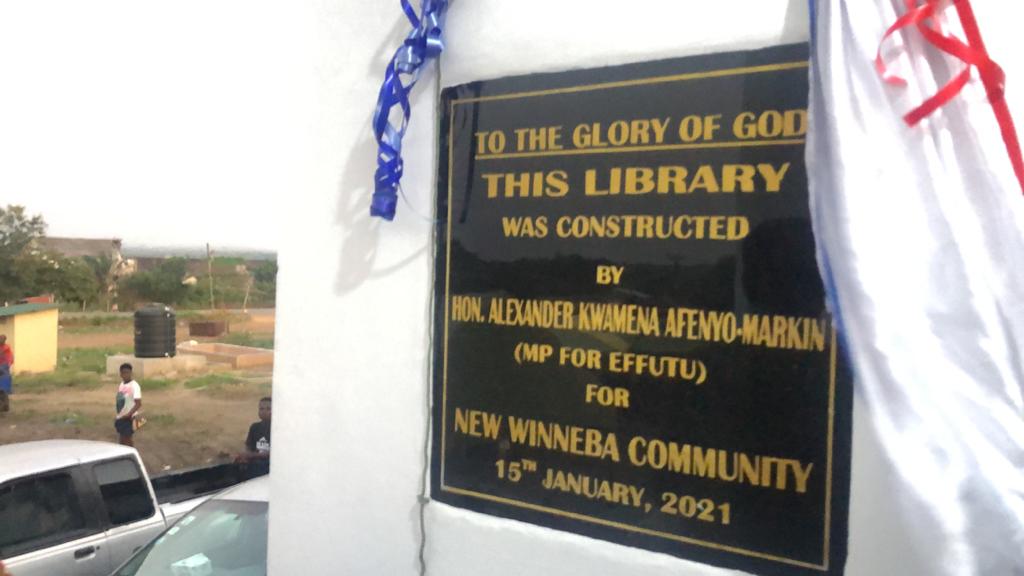 TO THE GLORY OF GOD
THIS LIBRARY
WAS CONSTRUCTED
BY
HON. ALEXANDER KWAMENA AFENYO-MARKIN
(MP FOR EFFUTU)
FOR
NEW WINNEBA COMMUNITY
15TH JANUARY, 2021